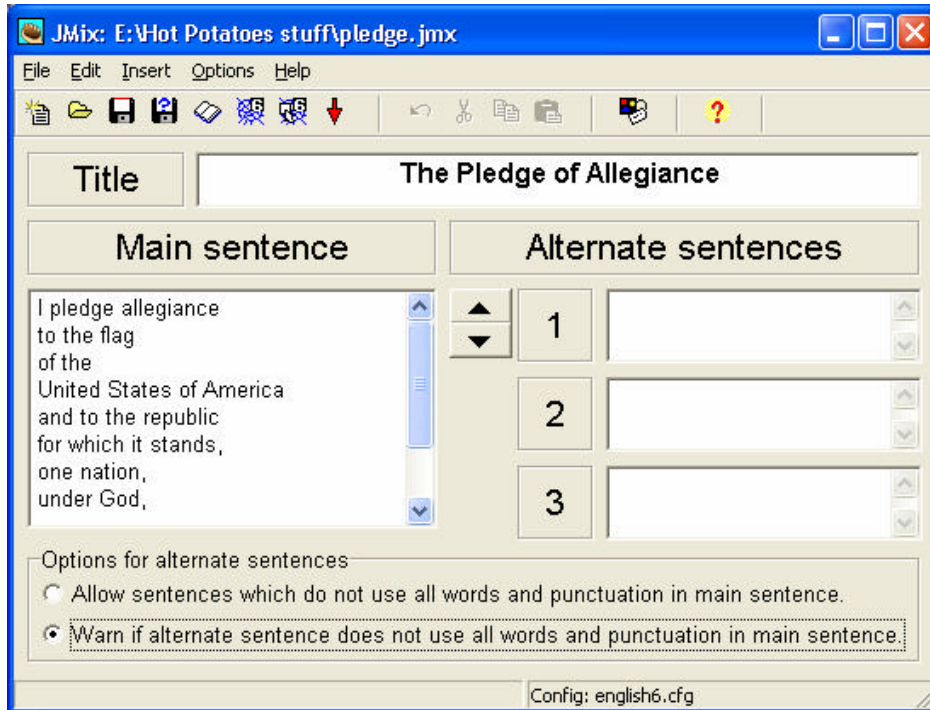 JMix: E:\Hot Potatoes stuff\pledge.jmx
File Edit Insert Options Help
Title
The Pledge of Allegiance
Main sentence
Alternate sentences
I pledge allegiance
to the flag
of the
United States of America
and to the republic
for which it stands,
one nation,
under God,
1
2
3
Options for alternate sentences
Allow sentences which do not use all words and punctuation in main sentence.
Warn if alternate sentence does not use all words and punctuation in main sentence.
Config: english6.cfg